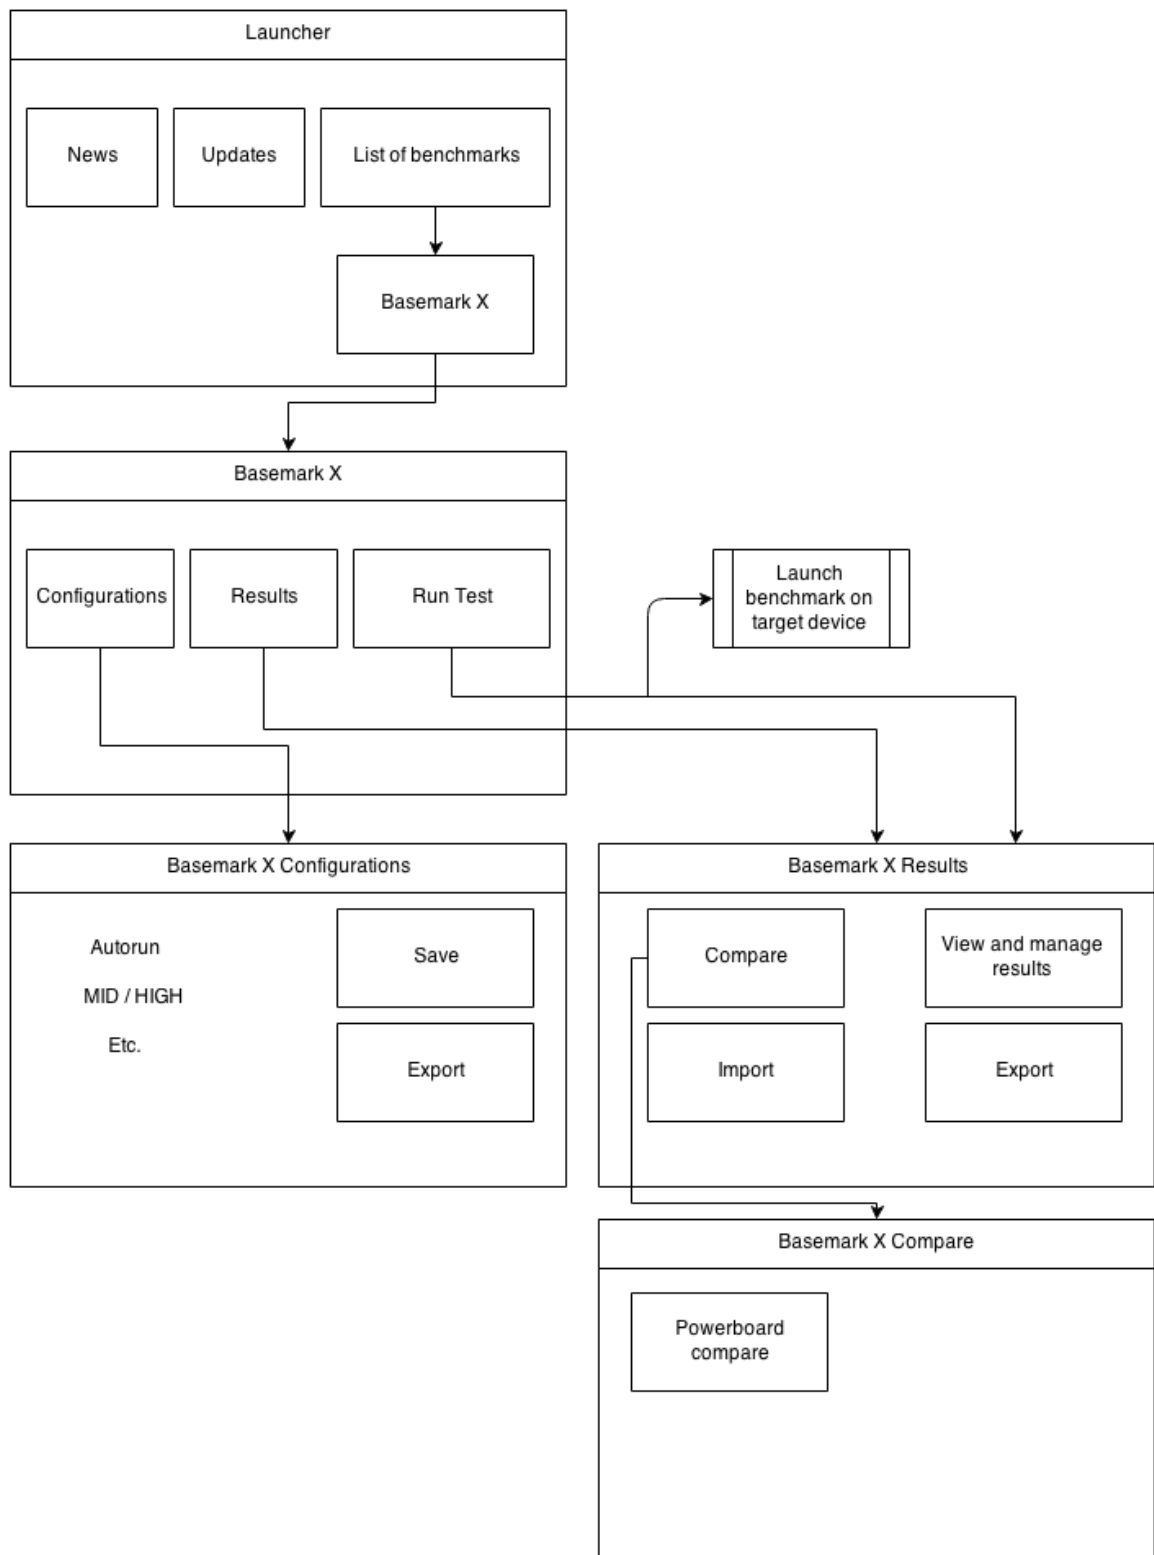 Launcher
News
Updates
List of benchmarks
Basemark X
Basemark X
Configurations
Results
Run Test
Launch
benchmark on
target device
Basemark X Configurations
Autorun
MID / HIGH
Etc.
Save
Export
Basemark X Results
Compare
View and manage
results
Import
Export
Basemark X Compare
Powerboard
compare